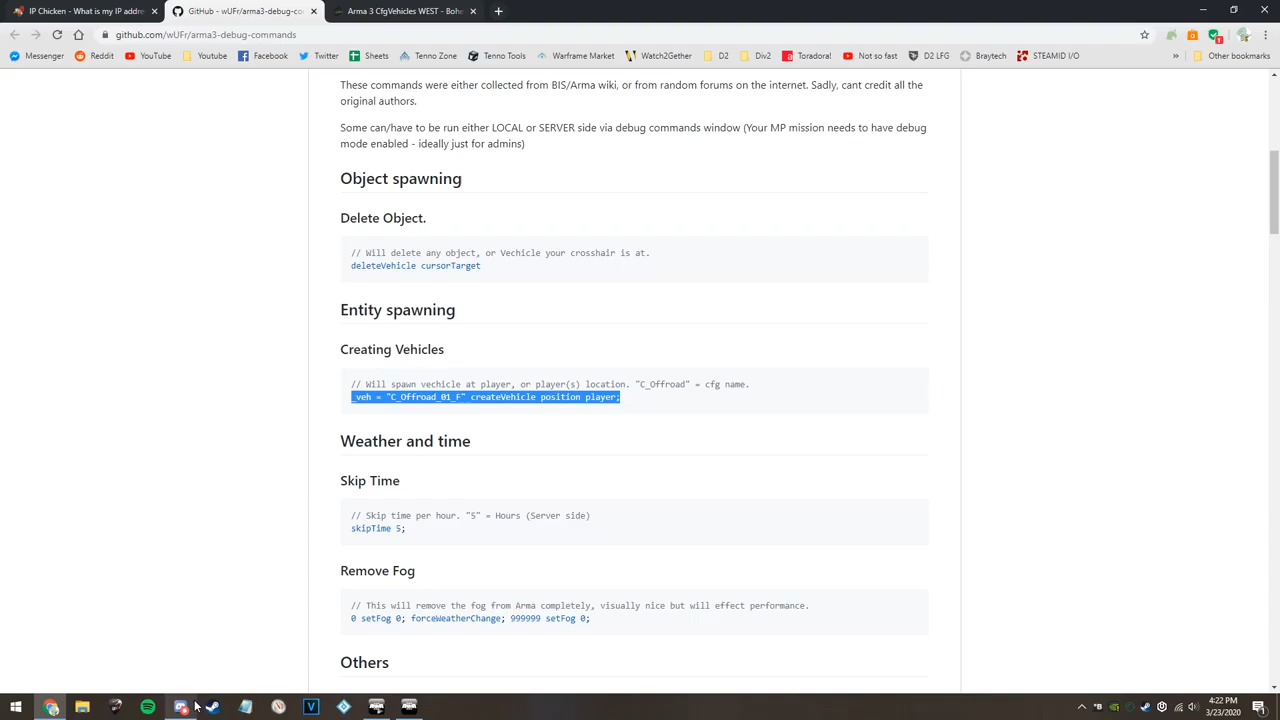 IP Chicken - What is my IP addre
GitHub - wUFr/arma3-debug-co
Arma 3 CfgVehicles WEST - Bohe
github.com/wUFr/arma3-debug-commands
Messenger
Reddit
YouTube
Youtube
Facebook
Twitter
Sheets
Tenno Zone
Tenno Tools
Warframe Market
Watch2Gether
D2
Div2
Toradora!
Not so fast
D2 LFG
Braytech
STEAMID I/O
»
Other bookmarks
These commands were either collected from BIS/Arma wiki, or from random forums on the internet. Sadly, cant credit all the
original authors.
Some can/have to be run either LOCAL or SERVER side via debug commands window (Your MP mission needs to have debug
mode enabled - ideally just for admins)
Object spawning
Delete Object.
// Will delete any object, or Vechicle your crosshair is at.
deleteVehicle cursorTarget
Entity spawning
Creating Vehicles
// Will spawn vechicle at player, or player(s) location. "C_Offroad" = cfg name.
_veh = "C_Offroad_01_F" createVehicle position player;
Weather and time
Skip Time
// Skip time per hour. "5" = Hours (Server side)
skipTime 5;
Remove Fog
// This will remove the fog from Arma completely, visually nice but will effect performance.
0 setFog 0; forceWeatherChange; 999999 setFog 0;
Others
4:22 PM
3/23/2020